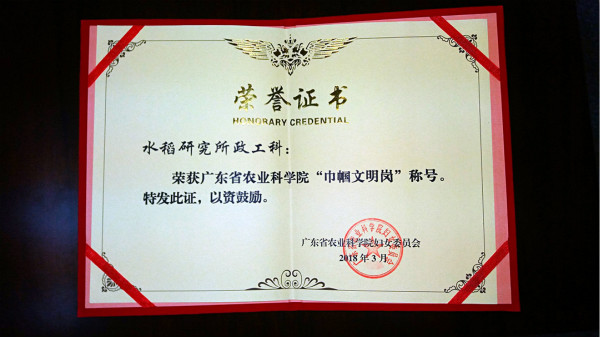 荣誉证书
HONORARY CREDENTIAL
水稻研究所政工科：
荣获广东省农业科学院“巾帼文明岗”称号。
特发此证，以资鼓励。
广东省农业科学院妇女委员会
2018年3月